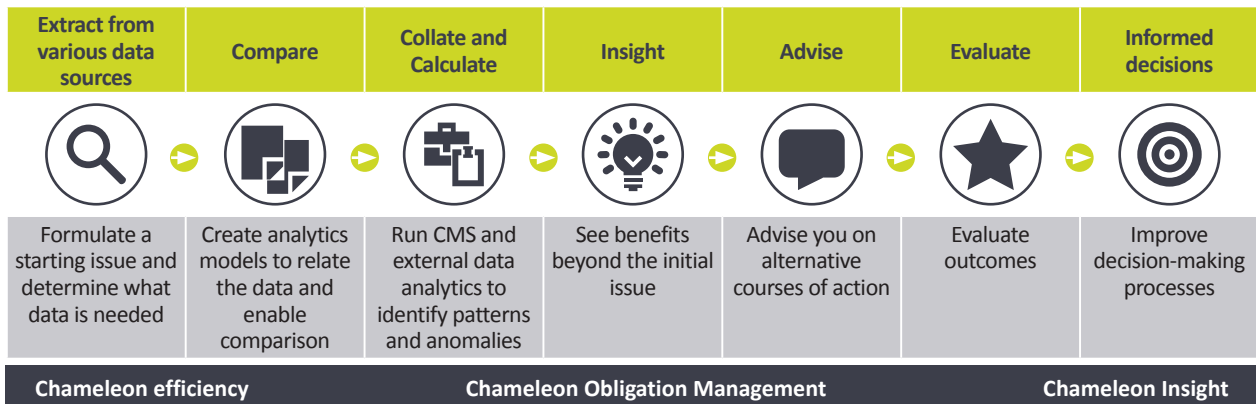 Extract from
various data
sources
Compare
Collate and
Calculate
Insight
Advise
Evaluate
Informed
decisions
Formulate a
starting issue and
determine what
data is needed
Create analytics
models to relate
the data and
enable
comparison
Run CMS and
external data
analytics to
identify patterns
and anomalies
See benefits
beyond the initial
issue
Advise you on
alternative
courses of action
Evaluate
outcomes
Improve
decision-making
processes
Chameleon efficiency
Chameleon Obligation Management
Chameleon Insight